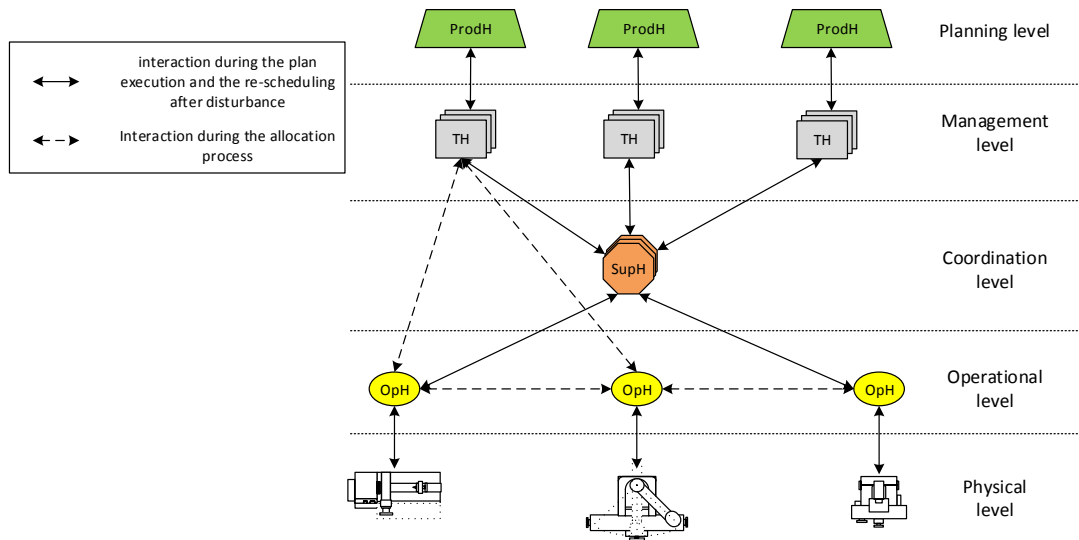 ProdH
ProdH
ProdH
Planning level
interaction during the plan
execution and the re-scheduling
after disturbance
Interaction during the allocation
process
TH
TH
TH
Management
level
SupH
Coordination
level
OpH
OpH
OpH
Operational
level
Physical
level